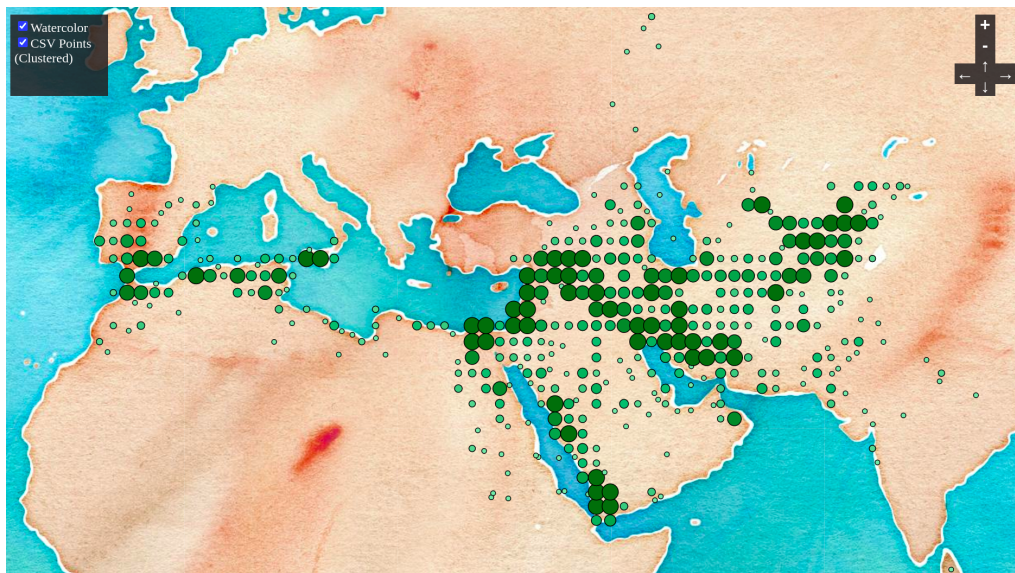 Watercolor
CSV Points
(Clustered)
+
-
↑
← →
↓